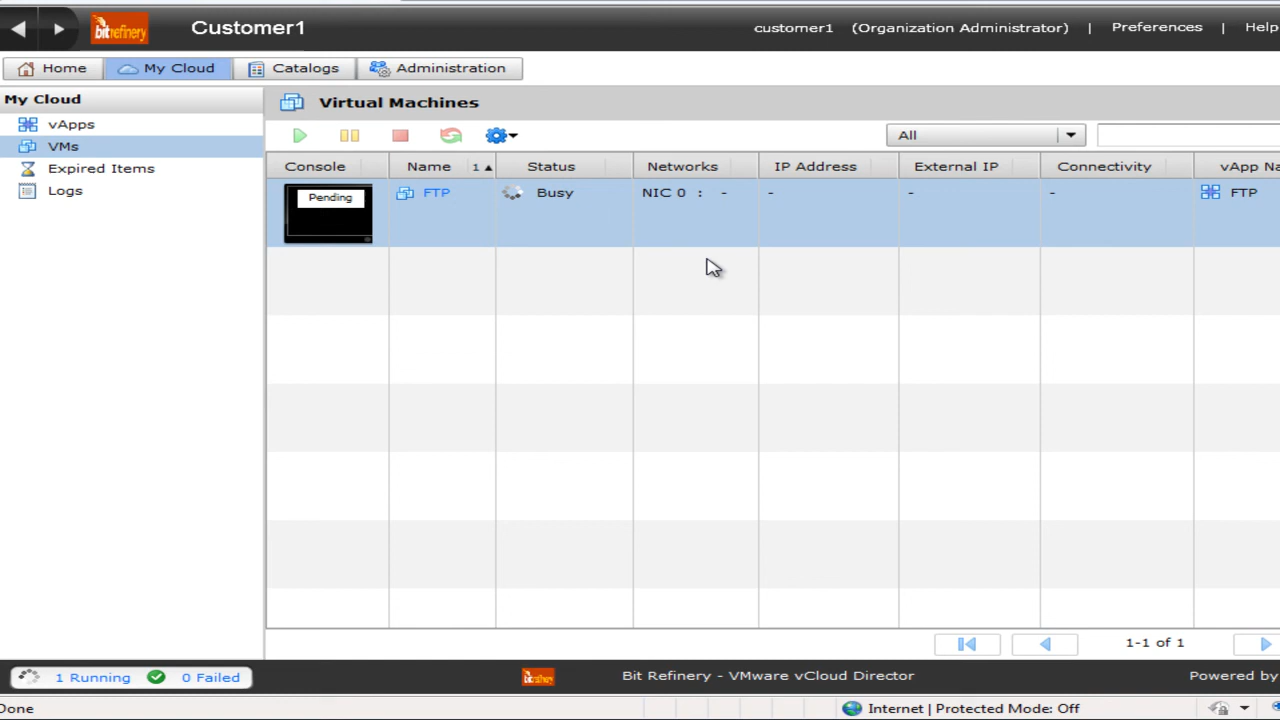 bitrefinery Customer1 customer1 (Organization Administrator) | Preferences | Help
Home My Cloud Catalogs Administration
My Cloud
vApps
VMs
Expired Items
Logs
Virtual Machines
All
Console Name 1 Status Networks IP Address External IP Connectivity vApp Na
Pending FTP Busy NIC 0 : - - - - FTP
1-1 of 1
1 Running 0 Failed bitrefinery Bit Refinery - VMware vCloud Director Powered by
Done Internet | Protected Mode: Off